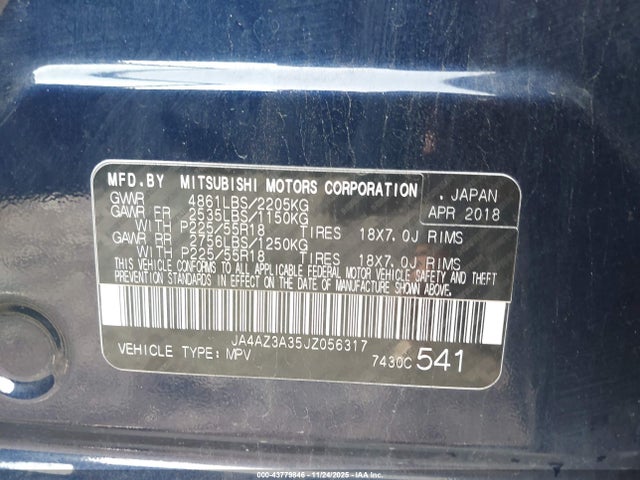 MFD.BY MITSUBISHI MOTORS CORPORATION . JAPAN
GWVR 4861LBS/2205KG
GAWR FR 2535LBS/1150KG APR 2018
WITH P225/55R18 TIRES 18X7.0J RIMS
GAWR RR 2756LBS/1250KG
WITH P225/55R18 TIRES 18X7.0J RIMS
THIS VEHICLE CONFORMS TO ALL APPLICABLE FEDERAL MOTOR VEHICLE SAFETY AND THEFT
PREVENTION STANDARDS IN EFFECT ON THE DATE OF MANUFACTURE SHOWN ABOVE.
JA4AZ3A35JZ056317
VEHICLE TYPE: MPV 7430C 541
000-43779846 - 11/24/2025 - IAA Inc.